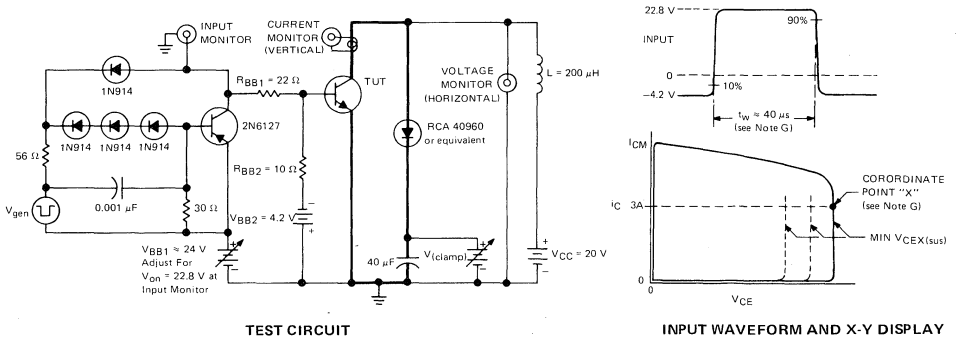 INPUT
MONITOR
CURRENT
MONITOR
(VERTICAL)
1N914
R_BB1 = 22 Ω
TUT
VOLTAGE
MONITOR
(HORIZONTAL)
L = 200 μH
2N6127
1N914
1N914
1N914
RCA 40960
or equivalent
56 Ω
R_BB2 = 10 Ω
0.001 μF
30 Ω
V_gen
V_BB2 = 4.2 V
-
+
V_BB1 ≈ 24 V
Adjust For
V_on = 22.8 V at
Input Monitor
+
-
40 μF
+
-
V(clamp)
+
-
+
-
V_CC = 20 V
TEST CIRCUIT
22.8 V
90%
INPUT
0
-4.2 V
10%
t_w ≈ 40 μs
(see Note G)
I_CM
CORORDINATE
POINT "X"
(see Note G)
i_C 3A
MIN V_CEX(sus)
0
0
V_CE
INPUT WAVEFORM AND X-Y DISPLAY